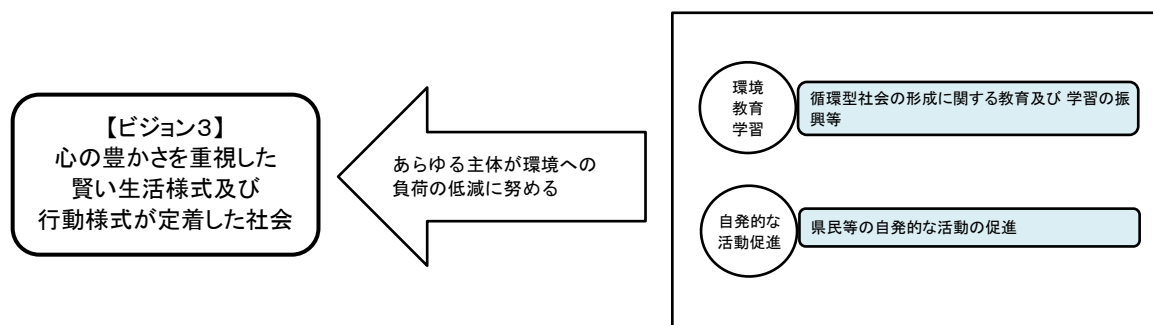 【ビジョン3】
心の豊かさを重視した
賢い生活様式及び
行動様式が定着した社会
あらゆる主体が環境への
負荷の低減に努める
環境
教育
学習
循環型社会の形成に関する教育及び 学習の振
興等
自発的な
活動促進
県民等の自発的な活動の促進